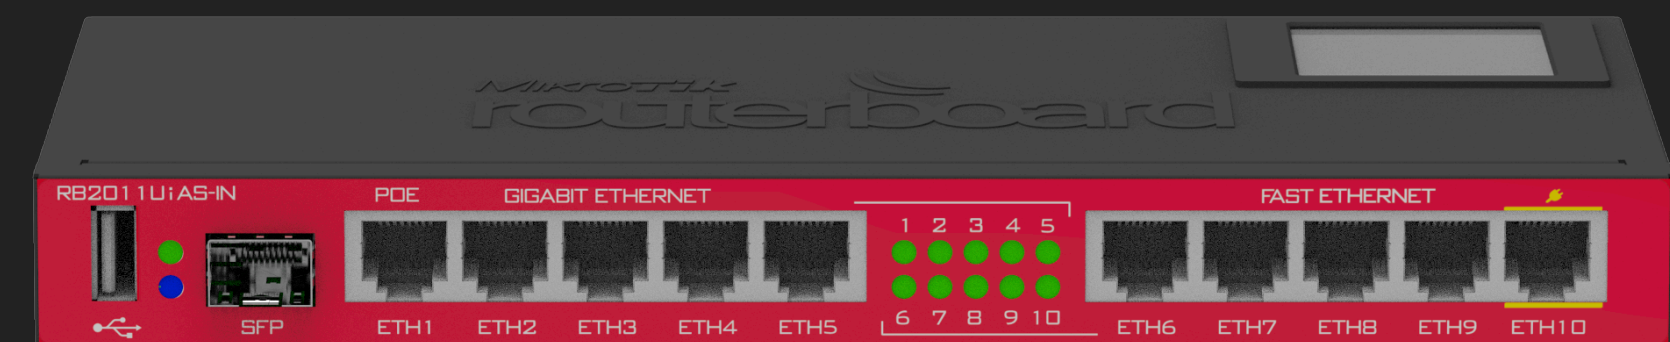 MikroTik
routerboard
RB2011UiAS-IN
POE
GIGABIT ETHERNET
FAST ETHERNET
1 2 3 4 5
6 7 8 9 10
SFP
ETH1 ETH2 ETH3 ETH4 ETH5
ETH6 ETH7 ETH8 ETH9 ETH10